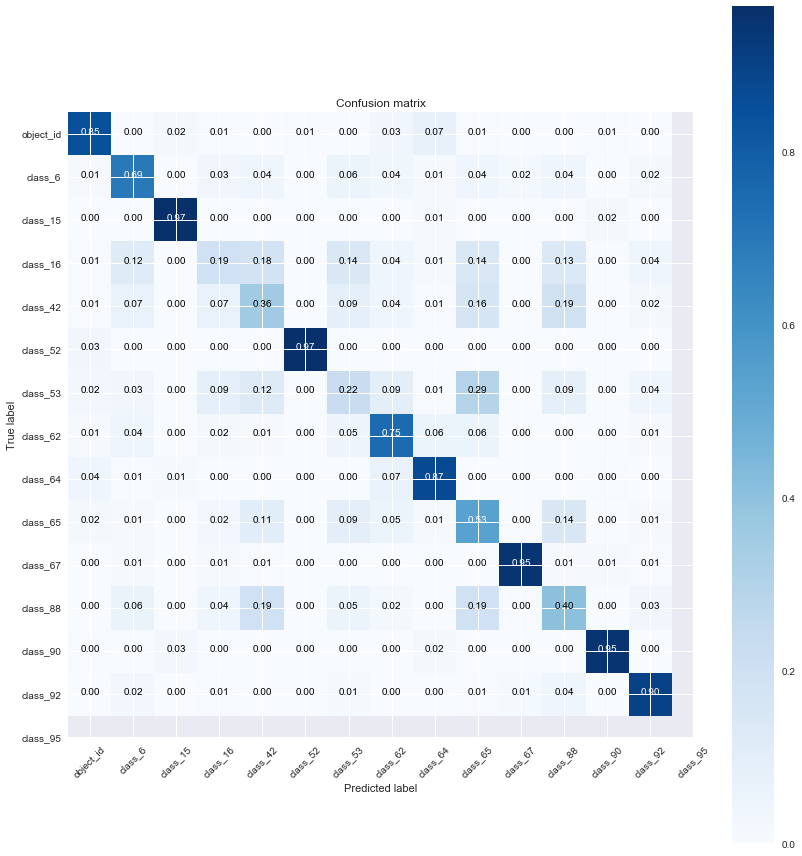 Confusion matrix
object_id 0.85 0.00 0.02 0.01 0.00 0.01 0.00 0.03 0.07 0.01 0.00 0.00 0.01 0.00
class_6 0.01 0.69 0.00 0.03 0.04 0.00 0.06 0.04 0.01 0.04 0.02 0.04 0.00 0.02
class_15 0.00 0.00 0.97 0.00 0.00 0.00 0.00 0.00 0.01 0.00 0.00 0.00 0.02 0.00
class_16 0.01 0.12 0.00 0.19 0.18 0.00 0.14 0.04 0.01 0.14 0.00 0.13 0.00 0.04
class_42 0.01 0.07 0.00 0.07 0.36 0.00 0.09 0.04 0.01 0.16 0.00 0.19 0.00 0.02
class_52 0.03 0.00 0.00 0.00 0.00 0.97 0.00 0.00 0.00 0.00 0.00 0.00 0.00 0.00
class_53 0.02 0.03 0.00 0.09 0.12 0.00 0.22 0.09 0.01 0.29 0.00 0.09 0.00 0.04
class_62 0.01 0.04 0.00 0.02 0.01 0.00 0.05 0.75 0.06 0.06 0.00 0.00 0.00 0.01
class_64 0.04 0.01 0.01 0.00 0.00 0.00 0.00 0.07 0.87 0.00 0.00 0.00 0.00 0.00
class_65 0.02 0.01 0.00 0.02 0.11 0.00 0.09 0.05 0.01 0.53 0.00 0.14 0.00 0.01
class_67 0.00 0.01 0.00 0.01 0.01 0.00 0.00 0.00 0.00 0.00 0.95 0.01 0.01 0.01
class_88 0.00 0.06 0.00 0.04 0.19 0.00 0.05 0.02 0.00 0.19 0.00 0.40 0.00 0.03
class_90 0.00 0.00 0.03 0.00 0.00 0.00 0.00 0.00 0.02 0.00 0.00 0.00 0.95 0.00
class_92 0.00 0.02 0.00 0.01 0.00 0.00 0.01 0.00 0.00 0.01 0.01 0.04 0.00 0.90
class_95
object_id class_6 class_15 class_16 class_42 class_52 class_53 class_62 class_64 class_65 class_67 class_88 class_90 class_92 class_95
Predicted label
True label
0.8
0.6
0.4
0.2
0.0